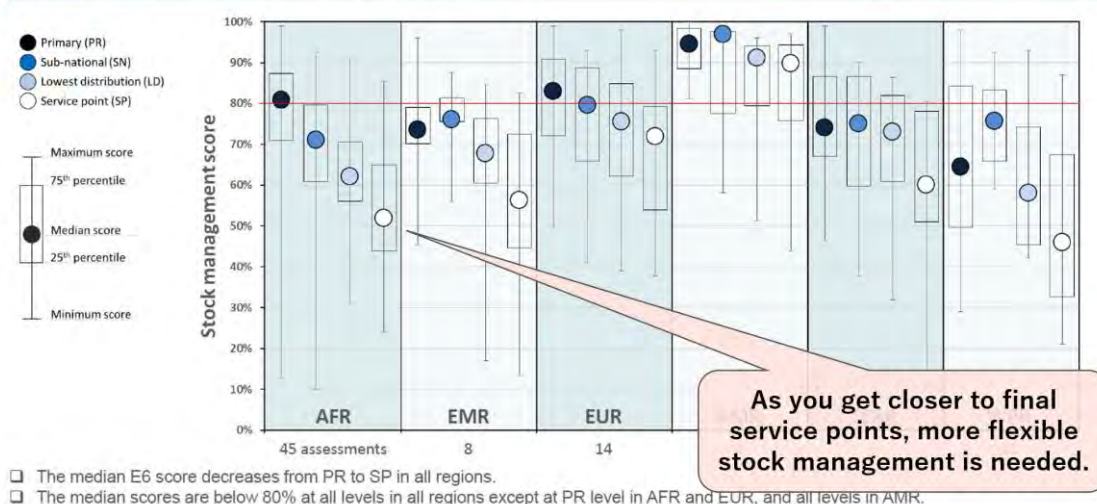 Primary (PR)
Sub-national (SN)
Lowest distribution (LD)
Service point (SP)
Maximum score
75th percentile
Median score
25th percentile
Minimum score
Stock management score
100%
90%
80%
70%
60%
50%
40%
30%
20%
10%
0%
AFR
EMR
EUR
45 assessments
8
14
As you get closer to final
service points, more flexible
stock management is needed.
The median E6 score decreases from PR to SP in all regions.
The median scores are below 80% at all levels in all regions except at PR level in AFR and EUR, and all levels in AMR.